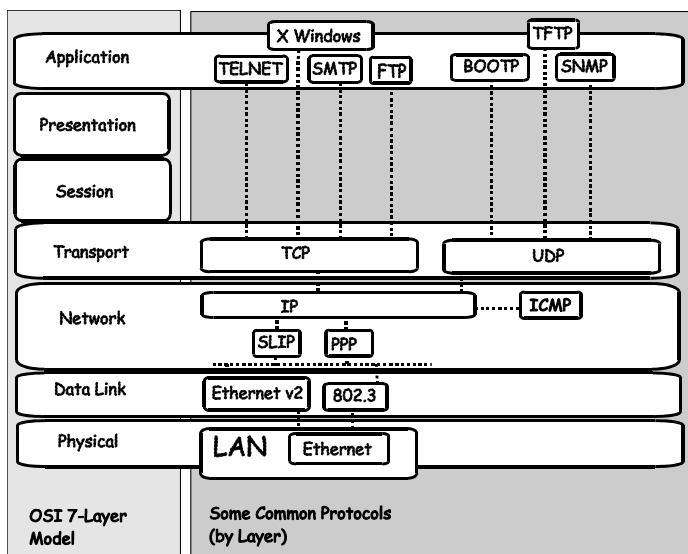 X Windows
TFTP
Application
TELNET
SMTP
FTP
BOOTP
SNMP
Presentation
Session
Transport
TCP
UDP
Network
IP
ICMP
SLIP
PPP
Data Link
Ethernet v2
802.3
Physical
LAN
Ethernet
OSI 7-Layer
Model
Some Common Protocols
(by Layer)